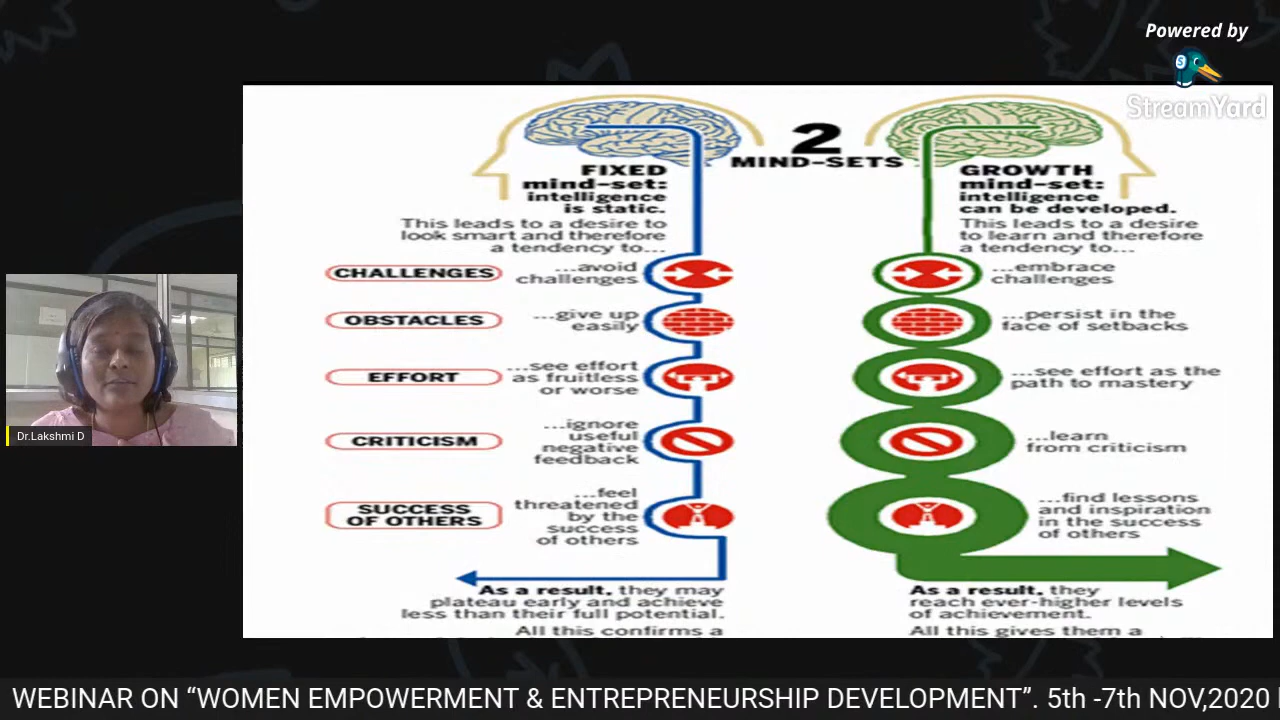 Powered by
StreamYard
2
MIND-SETS
FIXED
mind-set:
intelligence
is static.
This leads to a desire to
look smart and therefore
a tendency to...
GROWTH
mind-set:
intelligence
can be developed.
This leads to a desire
to learn and therefore
a tendency to...
CHALLENGES
...avoid
challenges
...embrace
challenges
OBSTACLES
...give up
easily
...persist in the
face of setbacks
EFFORT
...see effort
as fruitless
or worse
...see effort as the
path to mastery
CRITICISM
...ignore
useful
negative
feedback
...learn
from criticism
SUCCESS
OF OTHERS
...feel
threatened
by the
success
of others
...find lessons
and inspiration
in the success
of others
As a result, they may
plateau early and achieve
less than their full potential.
All this confirms a
As a result, they
reach ever-higher levels
of achievement.
All this gives them a
Dr.Lakshmi D
WEBINAR ON “WOMEN EMPOWERMENT & ENTREPRENEURSHIP DEVELOPMENT”. 5th -7th NOV,2020